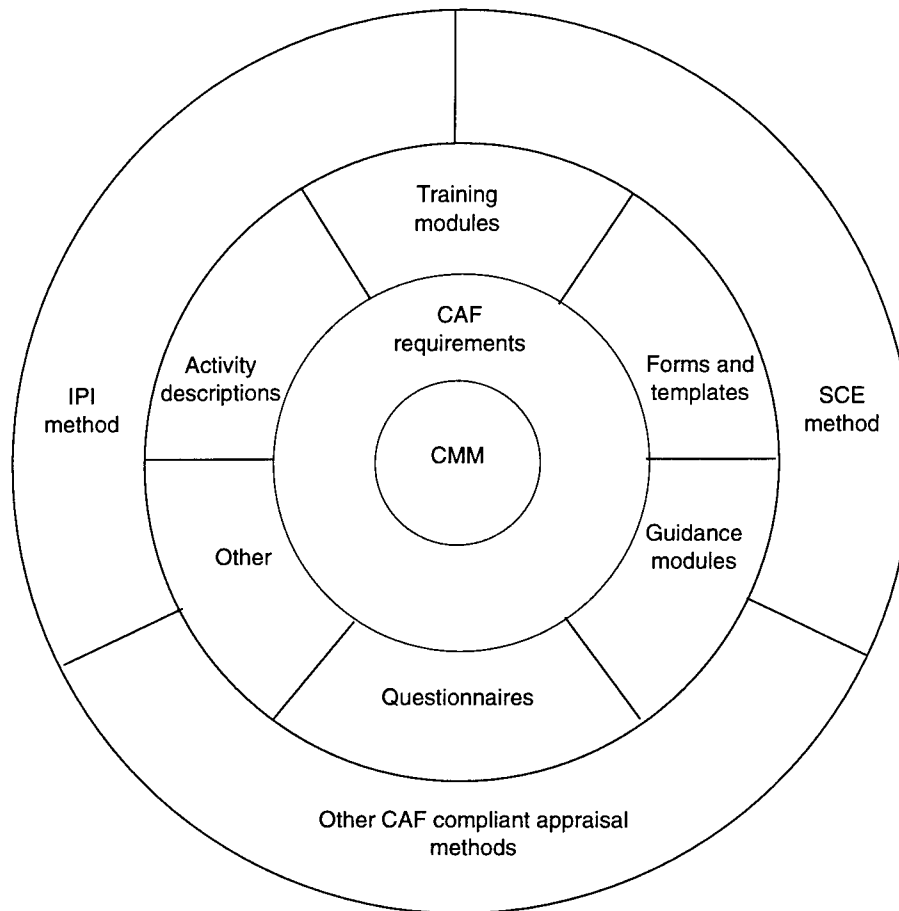 Training
modules
CAF
requirements
Activity
descriptions
Forms and
templates
IPI
method
SCE
method
CMM
Other
Guidance
modules
Questionnaires
Other CAF compliant appraisal
methods